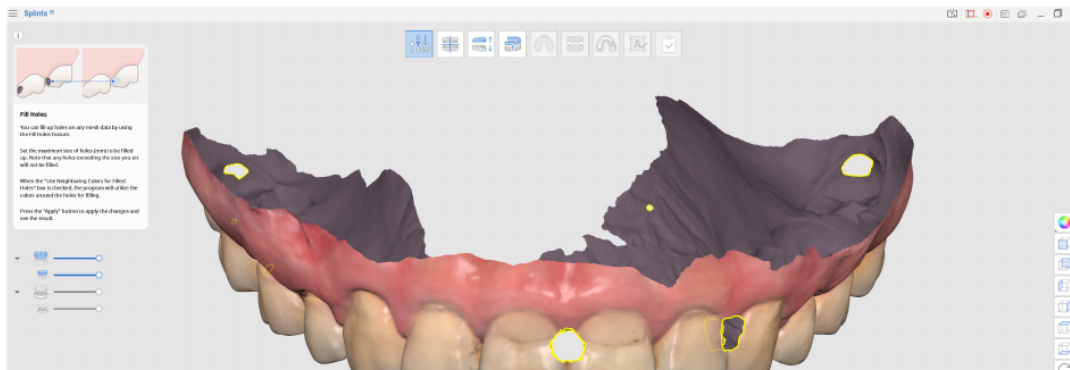 Splints
Fill Holes
You can fill up holes on any mesh data by using
the Fill Holes feature.
Set the maximum size of holes (mm) to be filled
up. Note that any holes exceeding the size you set
will not be filled.
When the "Use Neighboring Colors for Filled
Holes" box is checked, the program will utilize the
colors around the holes for filling.
Press the "Apply" button to apply the changes and
see the result.